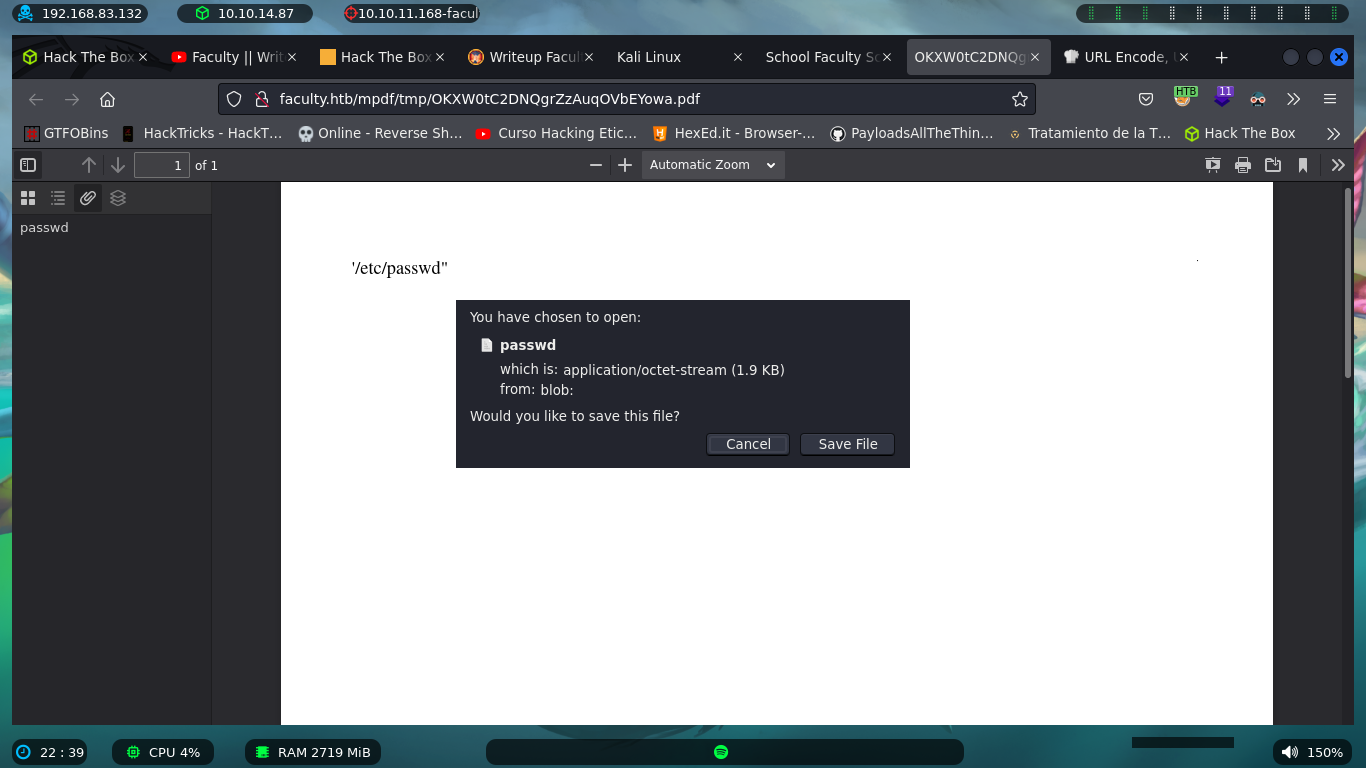 192.168.83.132
10.10.14.87
10.10.11.168-facul
Hack The Box
Faculty || Writ
Hack The Box
Writeup Facul
Kali Linux
School Faculty Sc
OKXW0tC2DNQg
URL Encode, U
faculty.htb/mpdf/tmp/OKXW0tC2DNQgrZzAuqOVbEYowa.pdf
HTB
11
GTFOBins
HackTricks - HackT…
Online - Reverse Sh…
Curso Hacking Etic…
HexEd.it - Browser-…
PayloadsAllTheThin…
Tratamiento de la T…
Hack The Box
1 of 1
Automatic Zoom
passwd
'/etc/passwd"
You have chosen to open:
passwd
which is: application/octet-stream (1.9 KB)
from: blob:
Would you like to save this file?
Cancel
Save File
22 : 39
CPU 4%
RAM 2719 MiB
150%